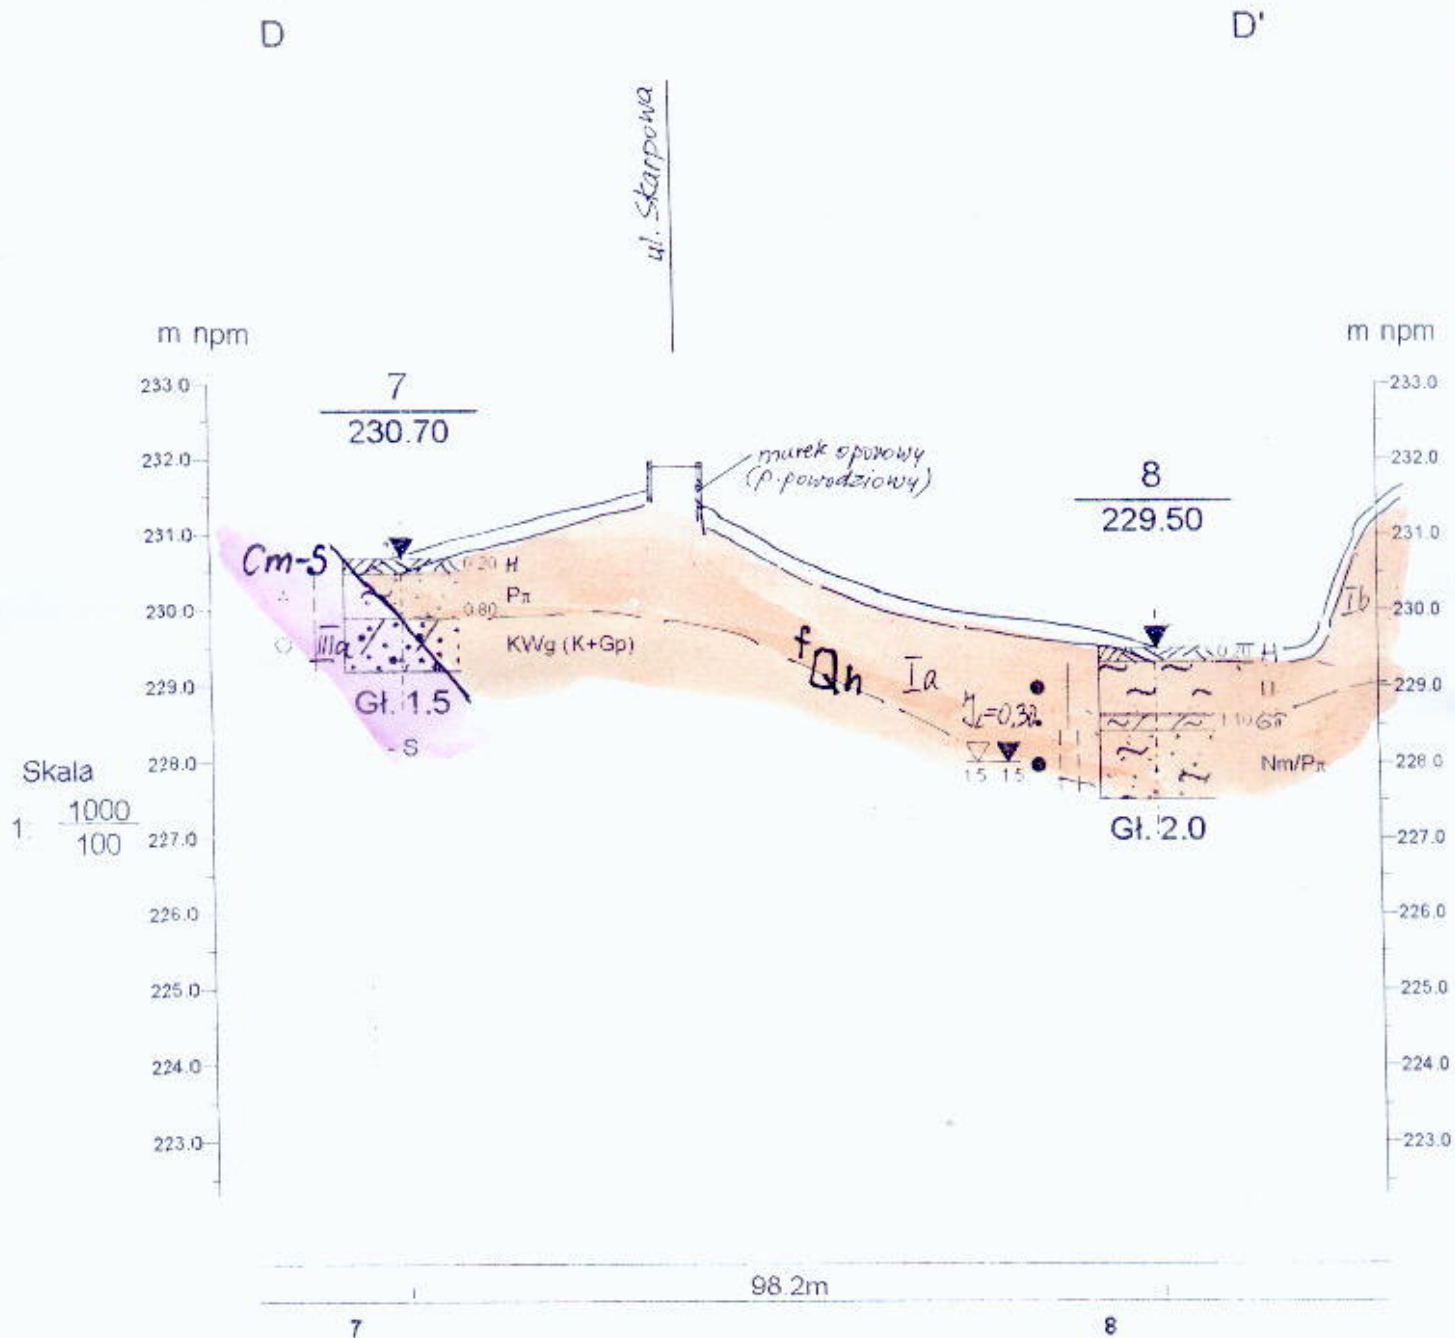 D
D'
ul. Skarpowa
m npm
m npm
7
230.70
murek oporowy
(p. powodziowy)
8
229.50
233.0
232.0
231.0
230.0
229.0
228.0
227.0
226.0
225.0
224.0
223.0
233.0
232.0
231.0
230.0
229.0
228.0
227.0
226.0
225.0
224.0
223.0
Cm-S
0.20 H
Pπ
0.80
IIIa
KWg (K+Gp)
Gł. 1.5
- S
fQh
Ia
Ib
H
1.10 Gπ
Nm/Pπ
1.5 1.5
Gł. 2.0
Skala
1: 1000
100
98.2m
7
8